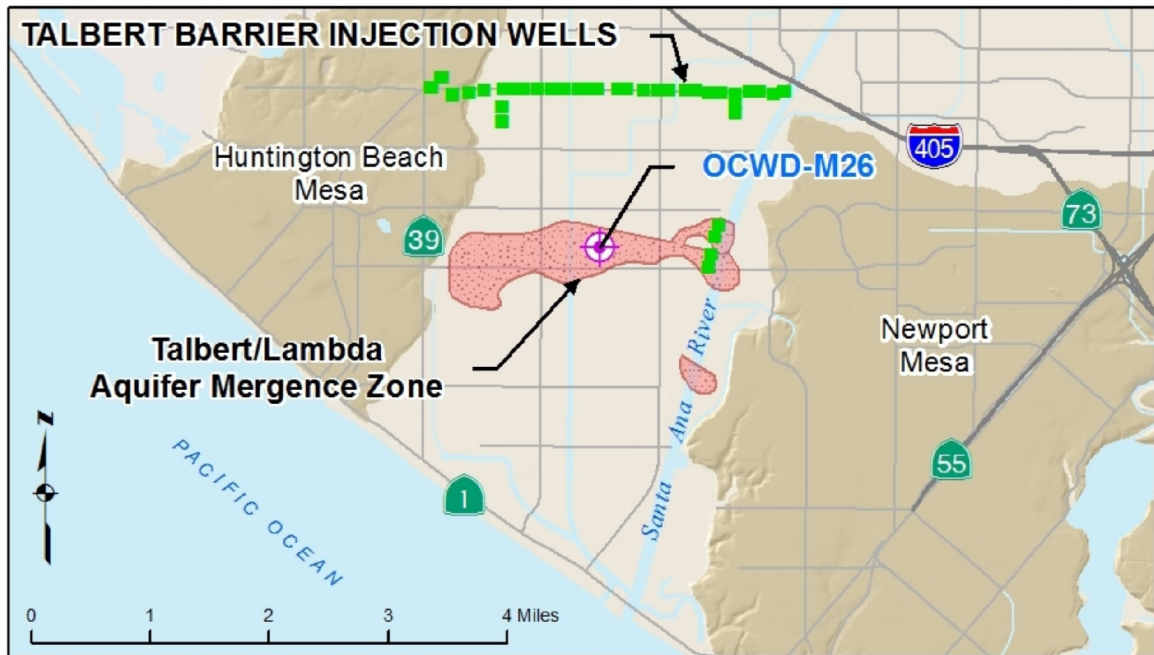 TALBERT BARRIER INJECTION WELLS
Huntington Beach
Mesa
OCWD-M26
405
73
39
Talbert/Lambda
Aquifer Mergence Zone
Newport
Mesa
Santa Ana River
55
1
N
PACIFIC OCEAN
0 1 2 3 4 Miles